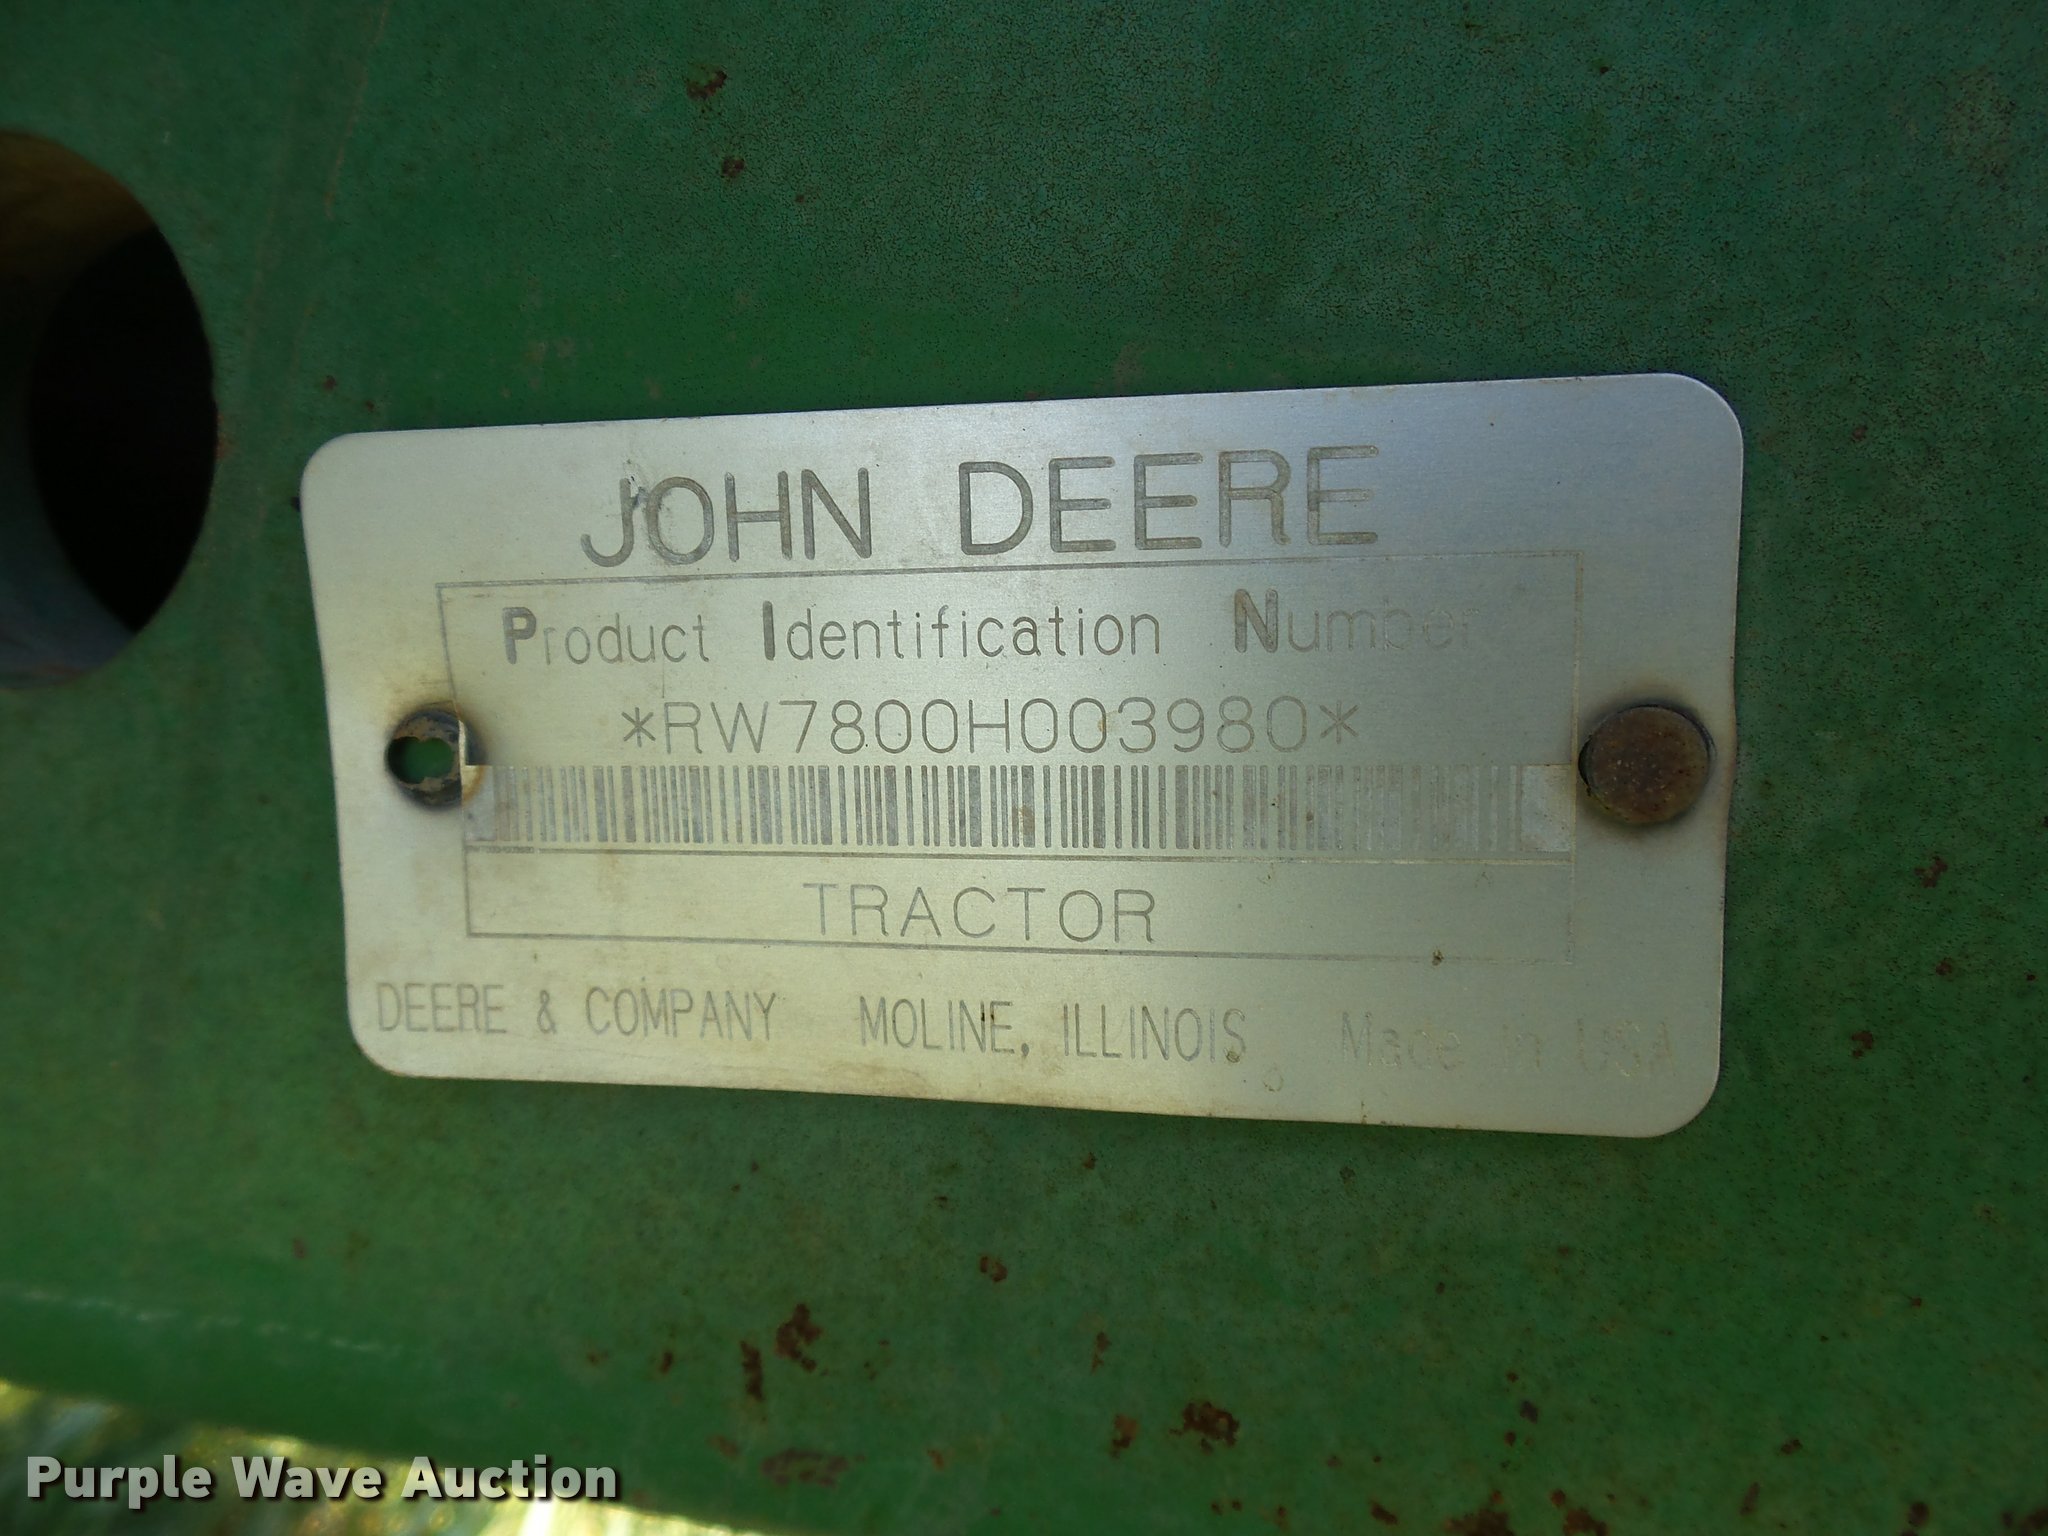 JOHN DEERE
Product Identification Number
*RW7800H003980*
TRACTOR
DEERE & COMPANY MOLINE, ILLINOIS Made in USA
Purple Wave Auction